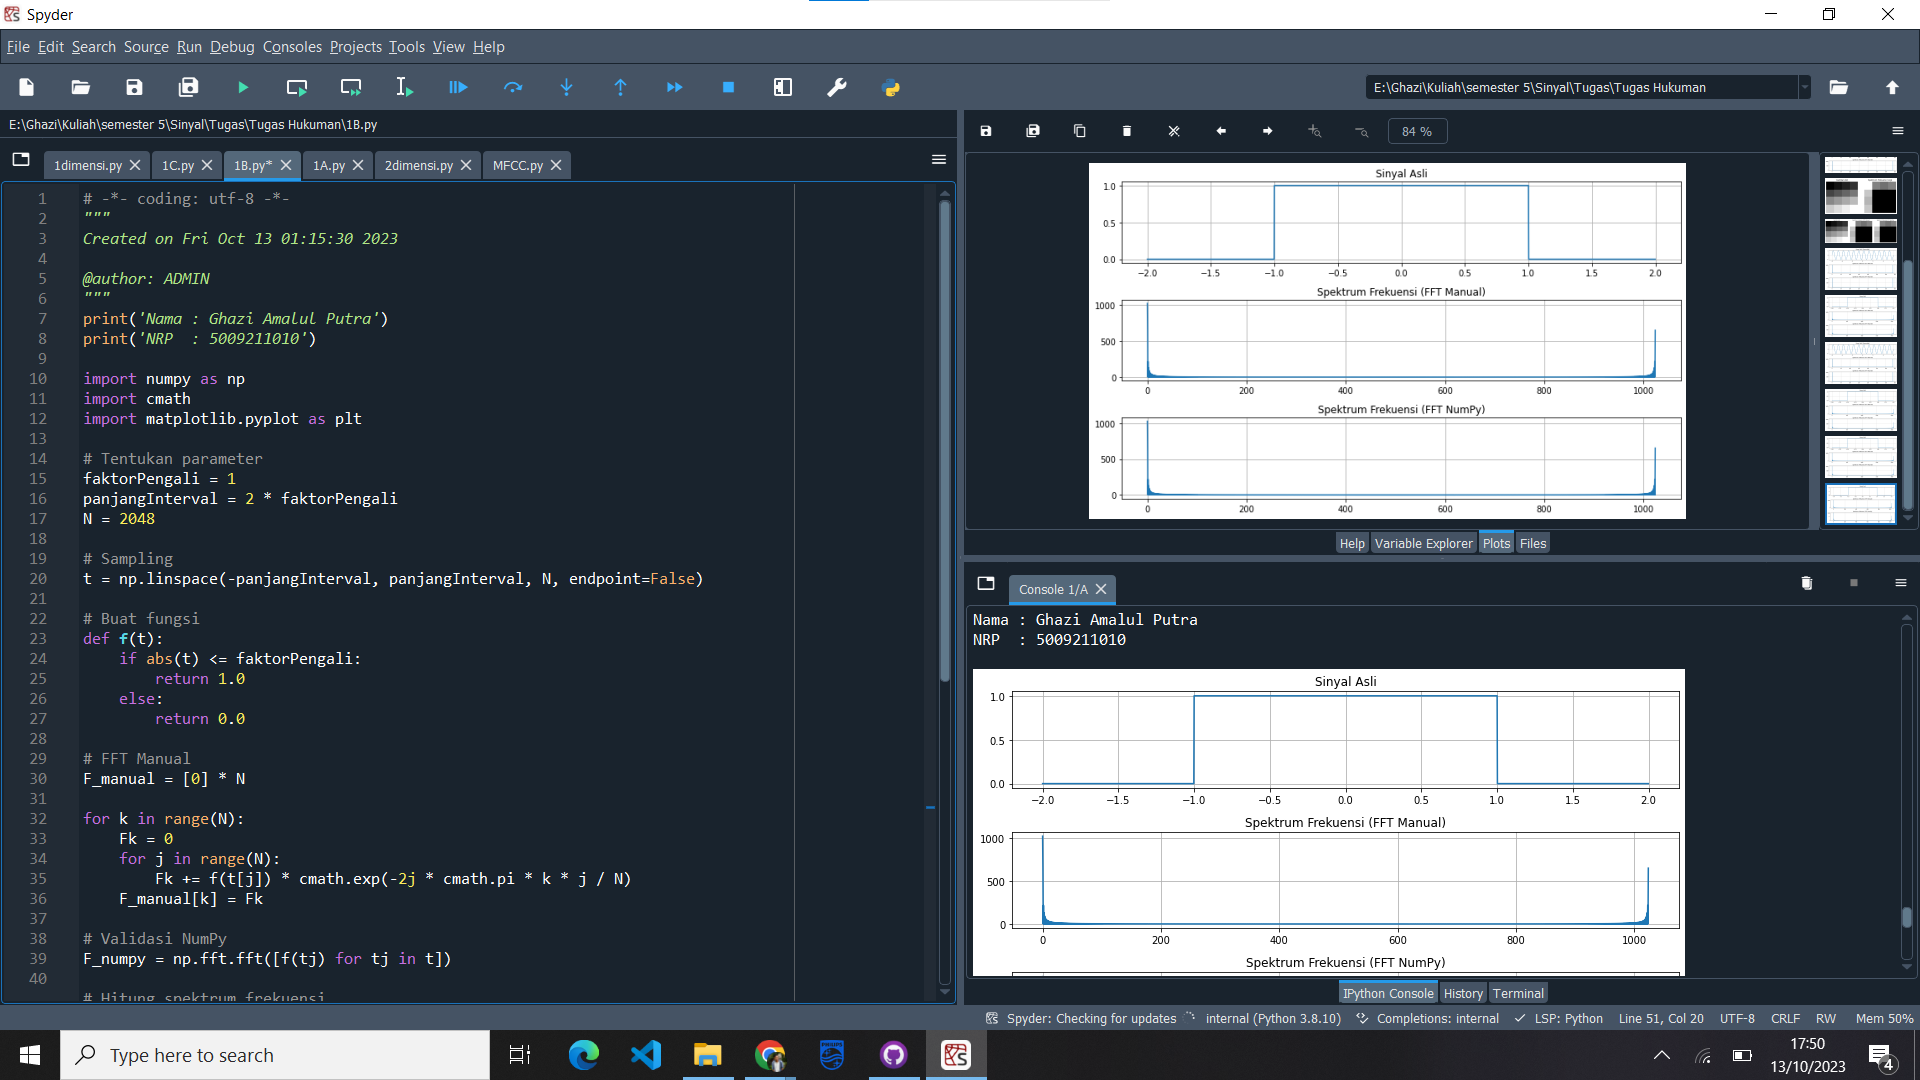 Spyder
File Edit Search Source Run Debug Consoles Projects Tools View Help
E:\Ghazi\Kuliah\semester 5\Sinyal\Tugas\Tugas Hukuman
E:\Ghazi\Kuliah\semester 5\Sinyal\Tugas\Tugas Hukuman\1B.py
1dimensi.py 1C.py 1B.py* 1A.py 2dimensi.py MFCC.py
1 # -*- coding: utf-8 -*-
2 """
3 Created on Fri Oct 13 01:15:30 2023
4
5 @author: ADMIN
6 """
7 print('Nama : Ghazi Amalul Putra')
8 print('NRP  : 5009211010')
9
10 import numpy as np
11 import cmath
12 import matplotlib.pyplot as plt
13
14 # Tentukan parameter
15 faktorPengali = 1
16 panjangInterval = 2 * faktorPengali
17 N = 2048
18
19 # Sampling
20 t = np.linspace(-panjangInterval, panjangInterval, N, endpoint=False)
21
22 # Buat fungsi
23 def f(t):
24     if abs(t) <= faktorPengali:
25         return 1.0
26     else:
27         return 0.0
28
29 # FFT Manual
30 F_manual = [0] * N
31
32 for k in range(N):
33     Fk = 0
34     for j in range(N):
35         Fk += f(t[j]) * cmath.exp(-2j * cmath.pi * k * j / N)
36     F_manual[k] = Fk
37
38 # Validasi NumPy
39 F_numpy = np.fft.fft([f(tj) for tj in t])
40
# Hitung spektrum frekuensi
84 %
Sinyal Asli
1.0
0.5
0.0
−2.0 −1.5 −1.0 −0.5 0.0 0.5 1.0 1.5 2.0
Spektrum Frekuensi (FFT Manual)
1000
500
0
0 200 400 600 800 1000
Spektrum Frekuensi (FFT NumPy)
1000
500
0
0 200 400 600 800 1000
Help Variable Explorer Plots Files
Console 1/A
Nama : Ghazi Amalul Putra
NRP  : 5009211010
Sinyal Asli
1.0
0.5
0.0
−2.0 −1.5 −1.0 −0.5 0.0 0.5 1.0 1.5 2.0
Spektrum Frekuensi (FFT Manual)
1000
500
0
0 200 400 600 800 1000
Spektrum Frekuensi (FFT NumPy)
IPython Console History Terminal
Spyder: Checking for updates internal (Python 3.8.10) Completions: internal LSP: Python Line 51, Col 20 UTF-8 CRLF RW Mem 50%
Type here to search
PHILIPS
17:50
13/10/2023
4